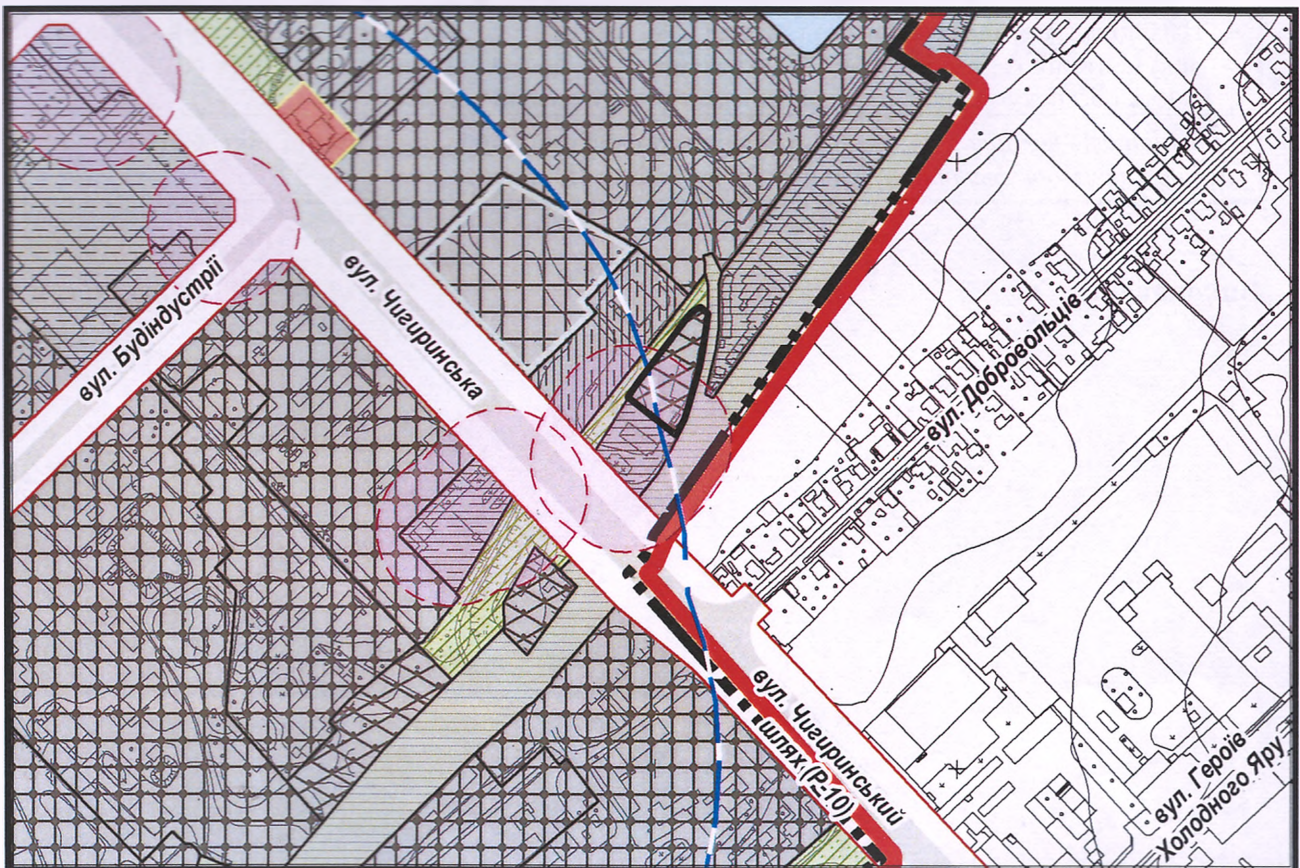 вул. Будіндустрії
вул. Чигиринська
вул. Добровольців
вул. Чигиринський
шлях (Р-10)
вул. Героїв
Холодного Яру